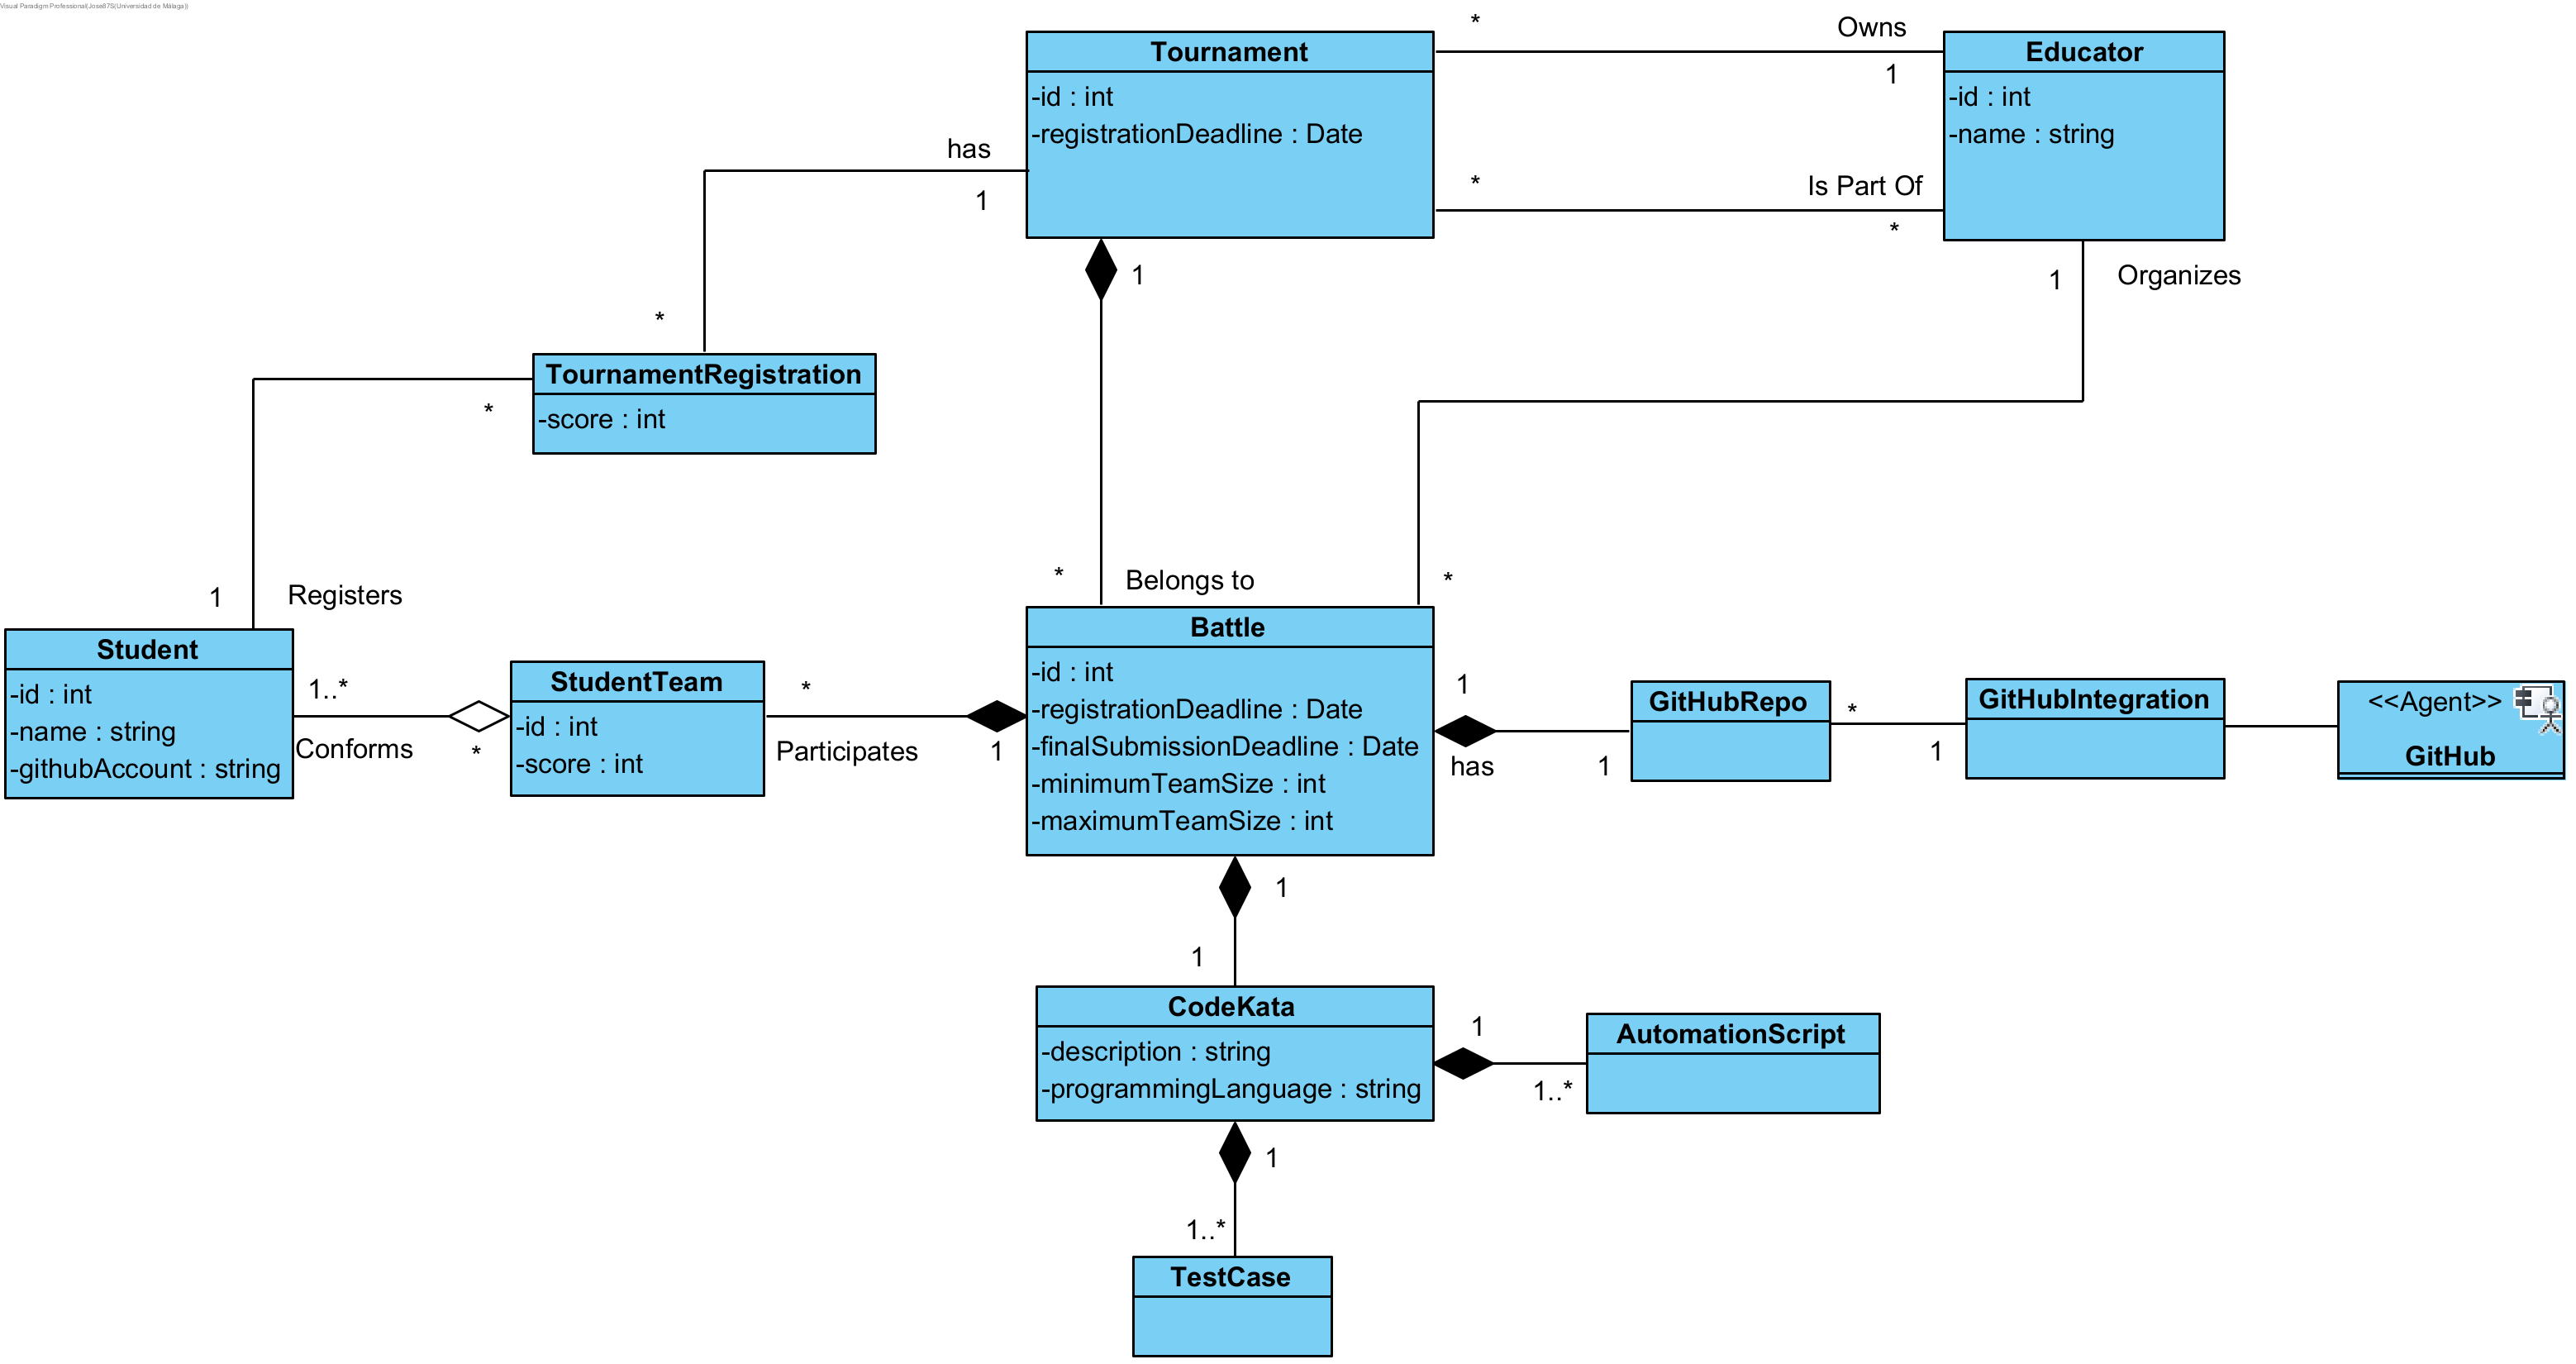 Visual Paradigm Professional(Jose87S(Universidad de Málaga))
*
Owns
Tournament
-id : int
-registrationDeadline : Date
1
Educator
-id : int
-name : string
has
1
*
Is Part Of
*
1
1
Organizes
*
TournamentRegistration
-score : int
*
1
Registers
*
Belongs to
*
Student
-id : int
-name : string
-githubAccount : string
1..*
Conforms
*
StudentTeam
-id : int
-score : int
*
Participates
1
Battle
-id : int
-registrationDeadline : Date
-finalSubmissionDeadline : Date
-minimumTeamSize : int
-maximumTeamSize : int
1
has
1
GitHubRepo
*
1
GitHubIntegration
<<Agent>>
GitHub
1
1
CodeKata
-description : string
-programmingLanguage : string
1
1..*
AutomationScript
1
1..*
TestCase